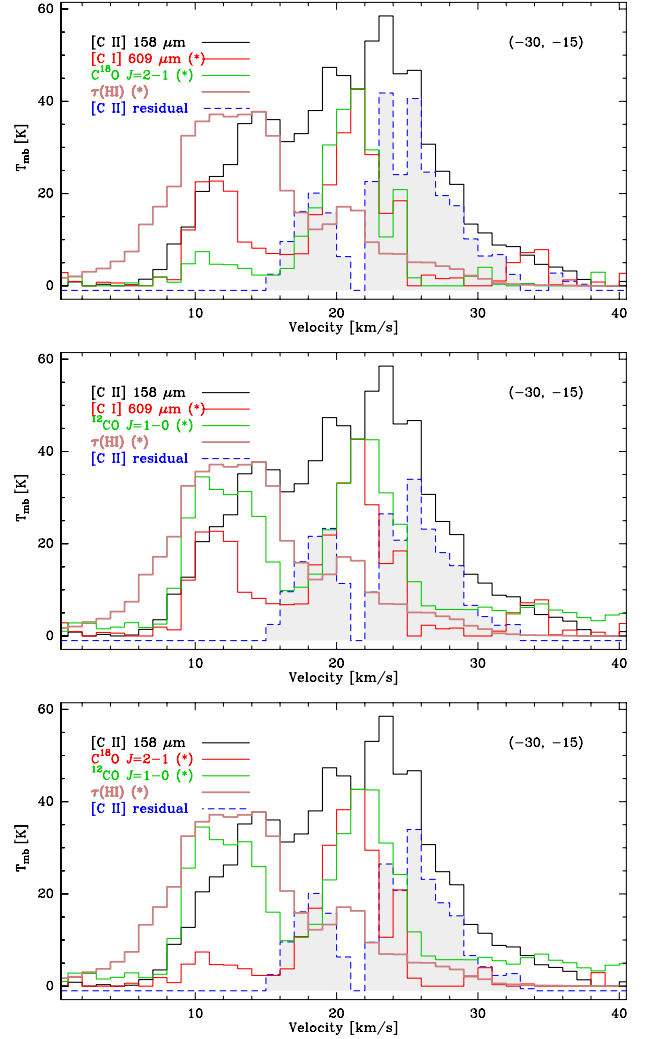 60
[C II] 158 μm
(−30, −15)
[C I] 609 μm (*)
C¹⁸O J=2−1 (*)
τ(HI) (*)
[C II] residual
40
20
0
T_mb [K]
10 20 30 40
Velocity [km/s]
60
[C II] 158 μm
(−30, −15)
[C I] 609 μm (*)
¹²CO J=1−0 (*)
τ(HI) (*)
[C II] residual
40
20
0
T_mb [K]
10 20 30 40
Velocity [km/s]
60
[C II] 158 μm
(−30, −15)
C¹⁸O J=2−1 (*)
¹²CO J=1−0 (*)
τ(HI) (*)
[C II] residual
40
20
0
T_mb [K]
10 20 30 40
Velocity [km/s]